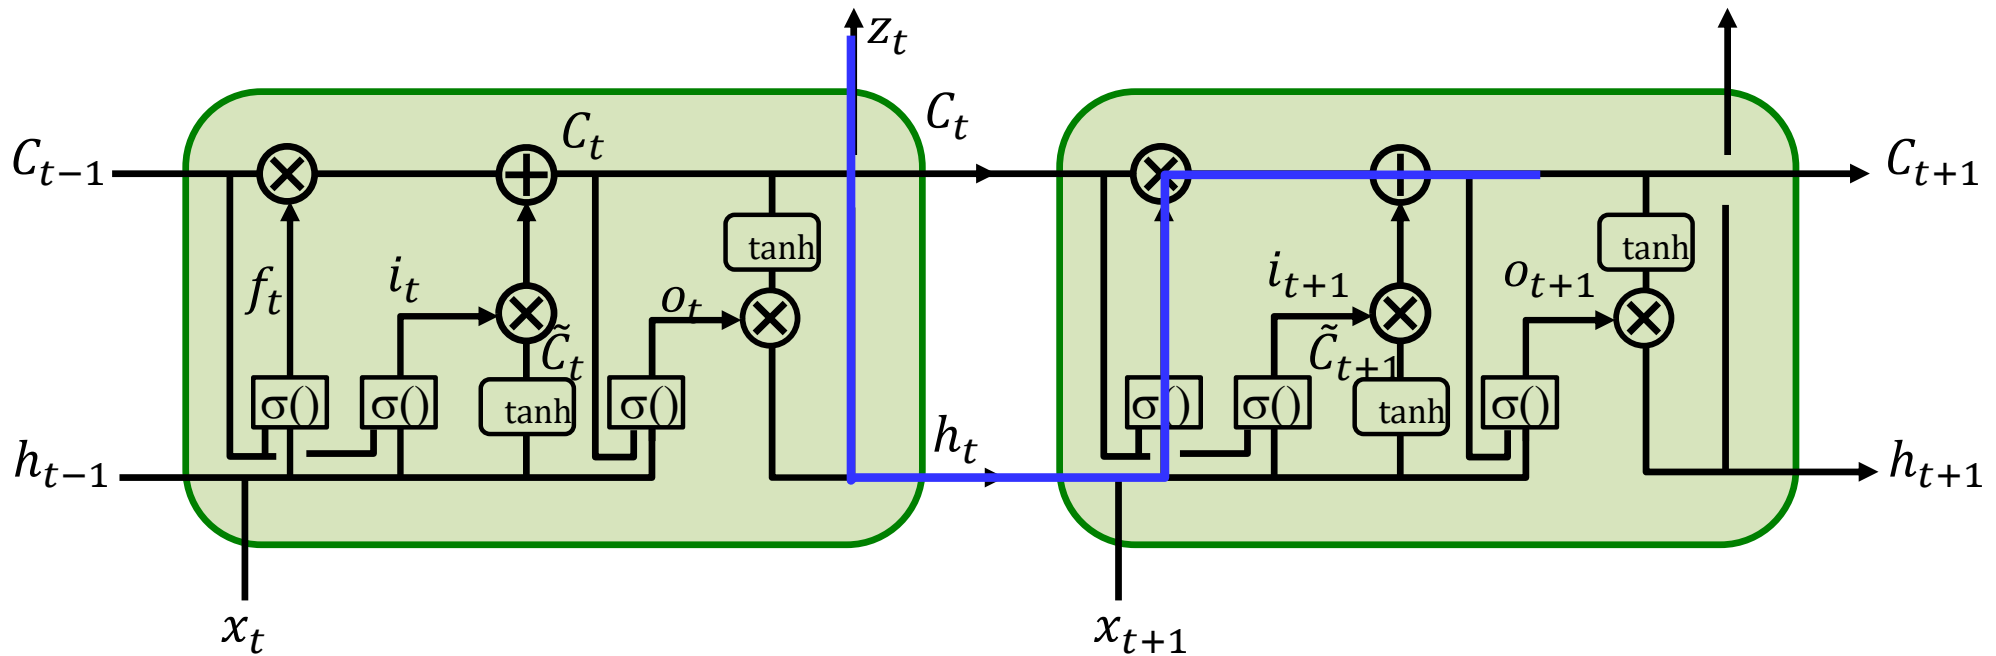 z_t
C_{t−1}
C_t
C_t
C_{t+1}
tanh
tanh
f_t
i_t
o_t
i_{t+1}
o_{t+1}
C̃_t
C̃_{t+1}
σ()
σ()
tanh
σ()
σ()
σ()
tanh
σ()
h_{t−1}
h_t
h_{t+1}
x_t
x_{t+1}